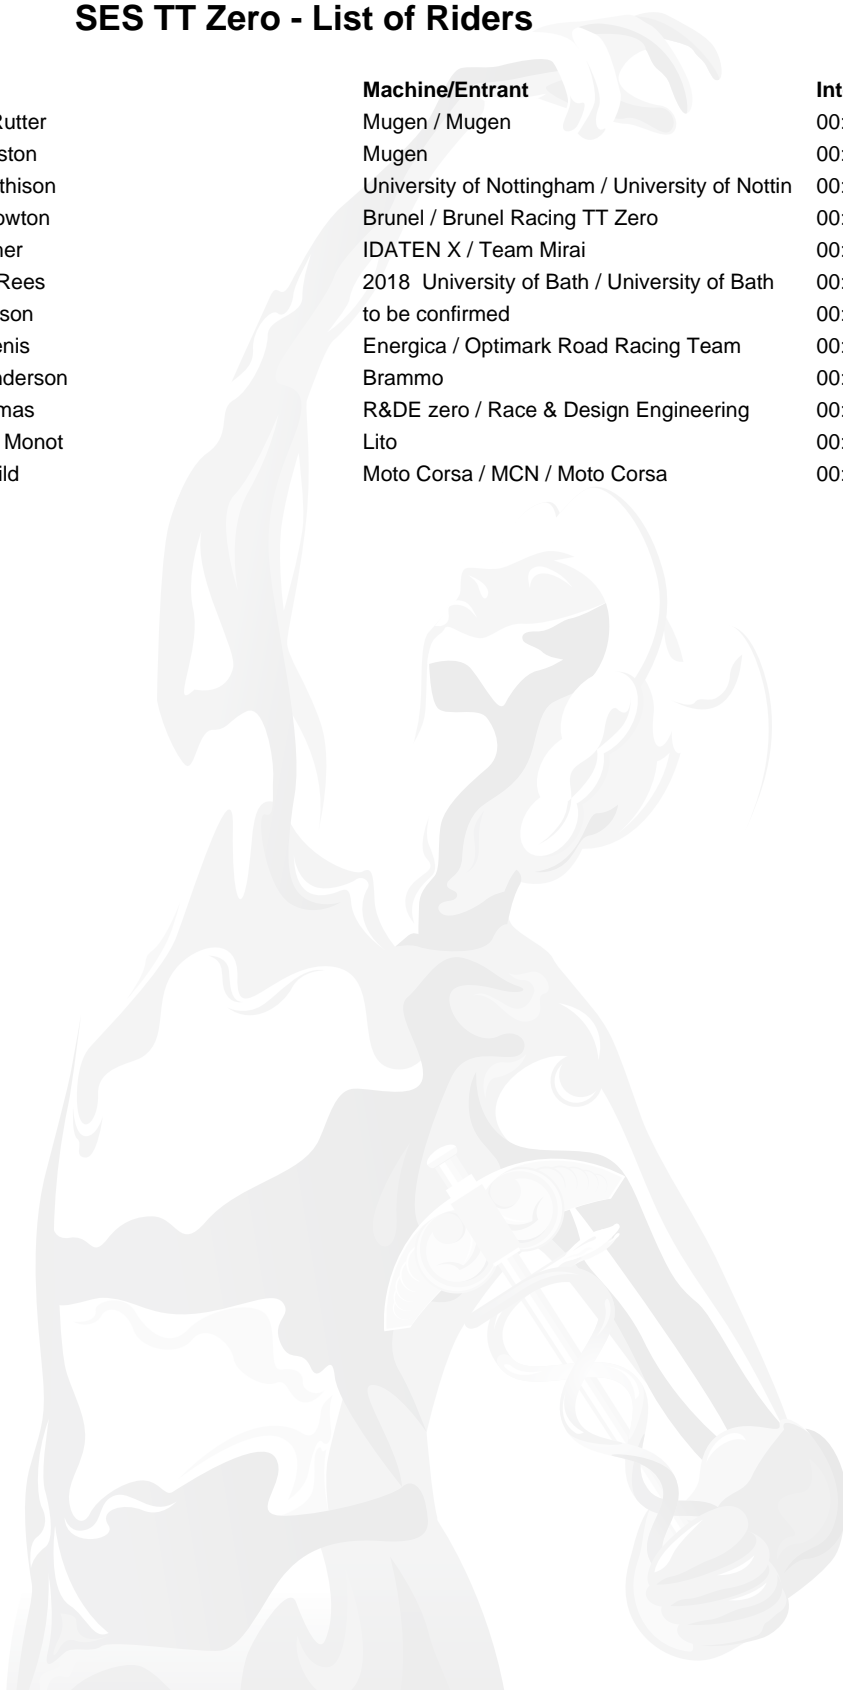 SES TT Zero - List of Riders
Machine/Entrant Int
Rutter Mugen / Mugen 00:
ston Mugen 00:
thison University of Nottingham / University of Nottin 00:
owton Brunel / Brunel Racing TT Zero 00:
ner IDATEN X / Team Mirai 00:
Rees 2018 University of Bath / University of Bath 00:
son to be confirmed 00:
enis Energica / Optimark Road Racing Team 00:
nderson Brammo 00:
mas R&DE zero / Race & Design Engineering 00:
Monot Lito 00:
ild Moto Corsa / MCN / Moto Corsa 00: